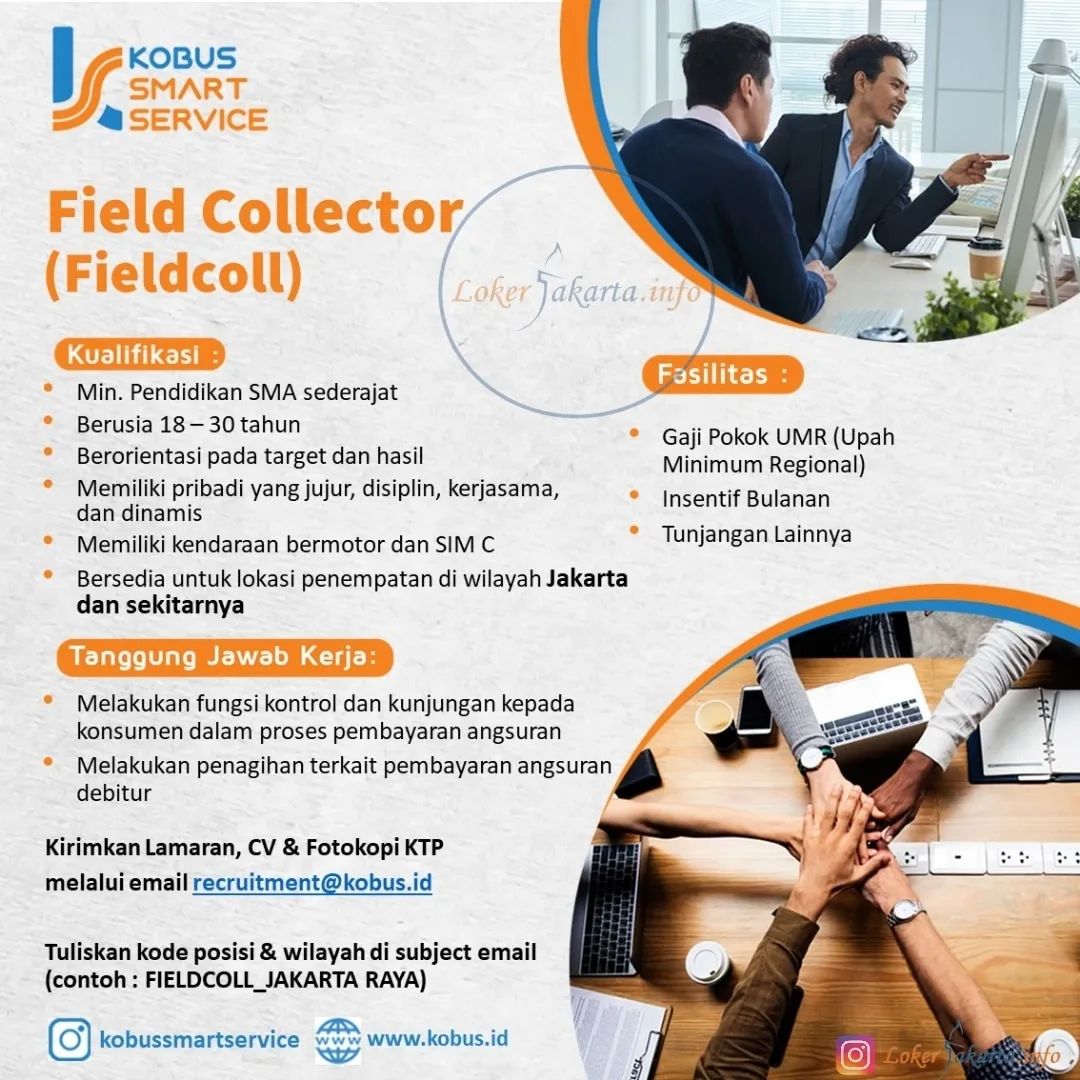 KOBUS
SMART
SERVICE
Field Collector
(Fieldcoll)
LokerJakarta.info
Kualifikasi :
• Min. Pendidikan SMA sederajat
• Berusia 18 – 30 tahun
• Berorientasi pada target dan hasil
• Memiliki pribadi yang jujur, disiplin, kerjasama,
dan dinamis
• Memiliki kendaraan bermotor dan SIM C
• Bersedia untuk lokasi penempatan di wilayah Jakarta
dan sekitarnya
Fasilitas :
• Gaji Pokok UMR (Upah
Minimum Regional)
• Insentif Bulanan
• Tunjangan Lainnya
Tanggung Jawab Kerja:
• Melakukan fungsi kontrol dan kunjungan kepada
konsumen dalam proses pembayaran angsuran
• Melakukan penagihan terkait pembayaran angsuran
debitur
Kirimkan Lamaran, CV & Fotokopi KTP
melalui email recruitment@kobus.id
Tuliskan kode posisi & wilayah di subject email
(contoh : FIELDCOLL_JAKARTA RAYA)
kobussmartservice
www.kobus.id
LokerJakarta.info